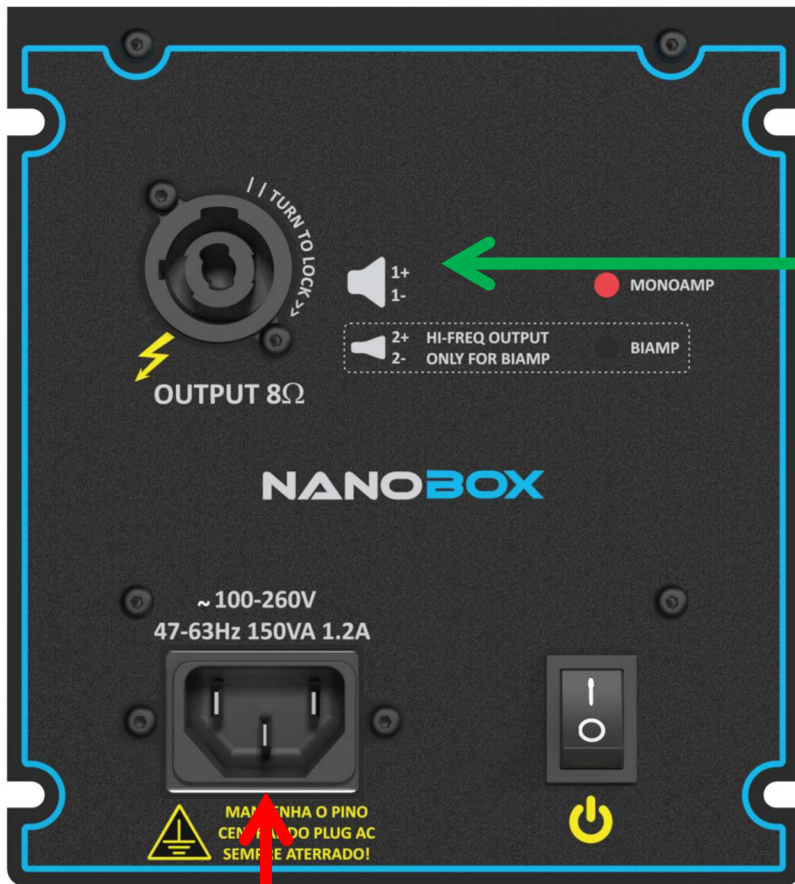 || TURN TO LOCK >>
1+
1-
MONOAMP
2+ HI-FREQ OUTPUT
2- ONLY FOR BIAMP
BIAMP
OUTPUT 8Ω
NANOBOX
~100-260V
47-63Hz 150VA 1.2A
I
O
O PINO
DO PLUG AC
SEMPRE ATERRADO!